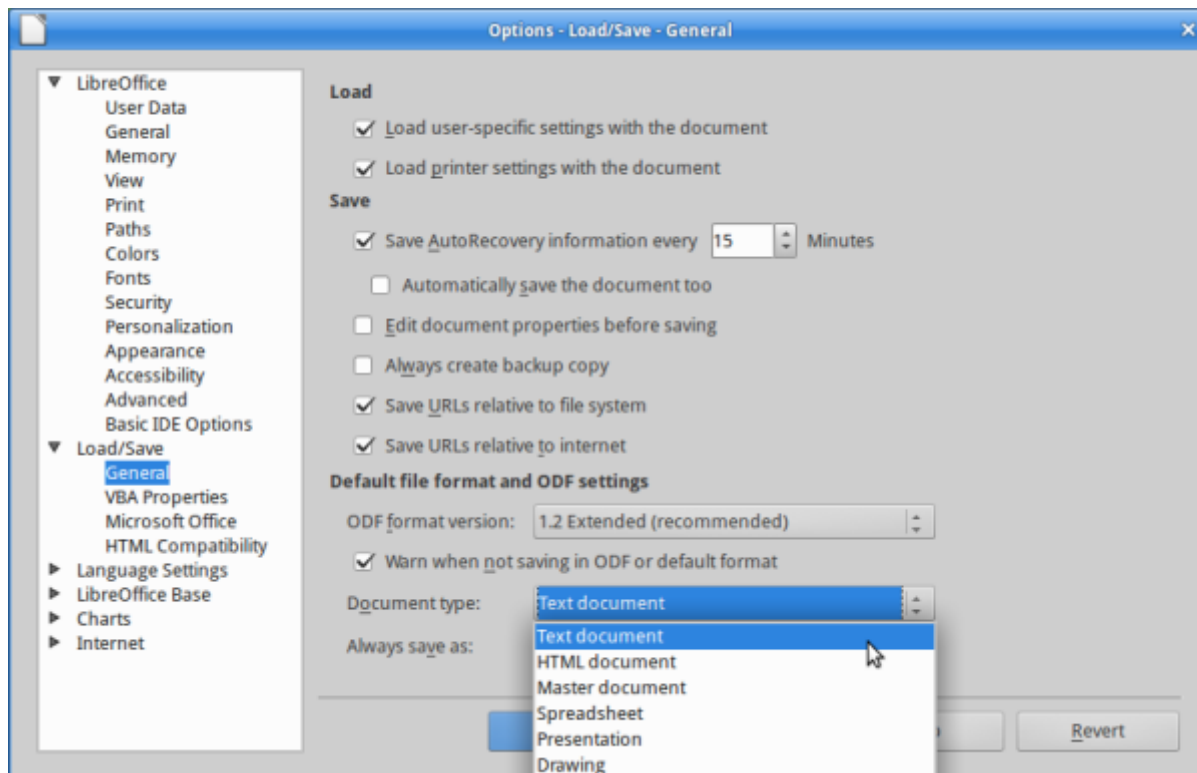 Options - Load/Save - General
LibreOffice
User Data
General
Memory
View
Print
Paths
Colors
Fonts
Security
Personalization
Appearance
Accessibility
Advanced
Basic IDE Options
Load/Save
General
VBA Properties
Microsoft Office
HTML Compatibility
Language Settings
LibreOffice Base
Charts
Internet
Load
Load user-specific settings with the document
Load printer settings with the document
Save
Save AutoRecovery information every 15 Minutes
Automatically save the document too
Edit document properties before saving
Always create backup copy
Save URLs relative to file system
Save URLs relative to internet
Default file format and ODF settings
ODF format version: 1.2 Extended (recommended)
Warn when not saving in ODF or default format
Document type: Text document
Always save as:
Text document
HTML document
Master document
Spreadsheet
Presentation
Drawing
Revert